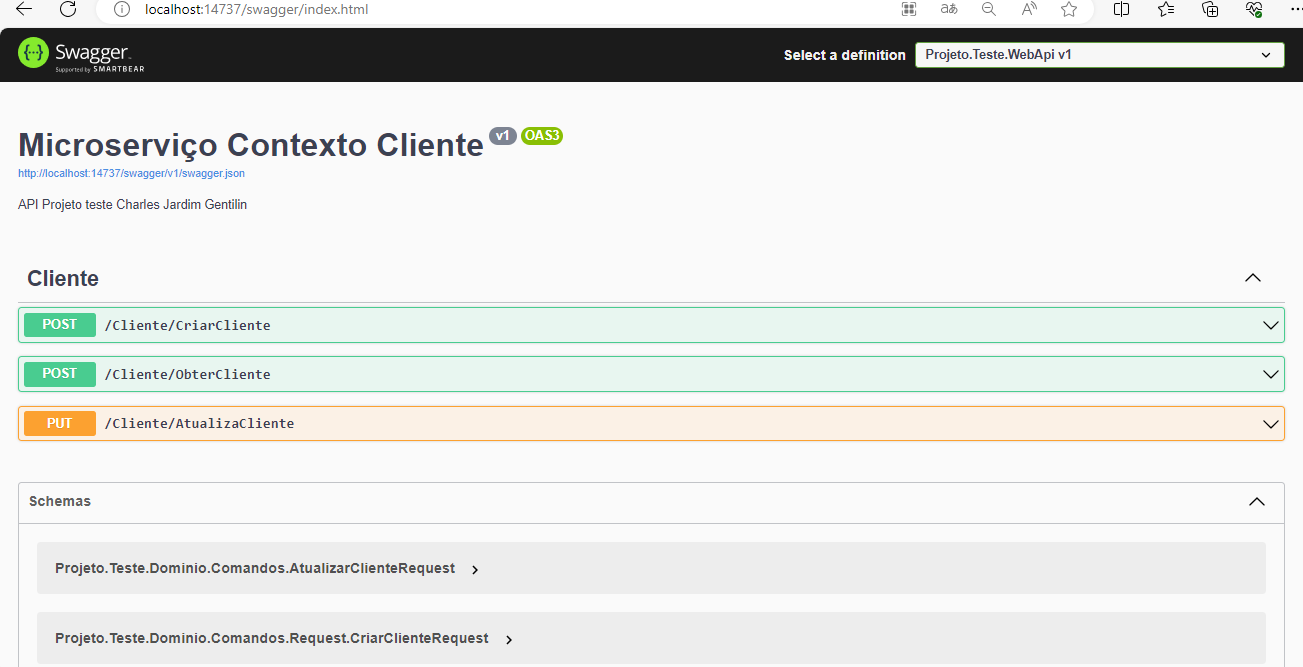 localhost:14737/swagger/index.html
Swagger
Supported by SMARTBEAR
Select a definition
Projeto.Teste.WebApi v1
Microserviço Contexto Cliente v1 OAS3
http://localhost:14737/swagger/v1/swagger.json
API Projeto teste Charles Jardim Gentilin
Cliente
POST /Cliente/CriarCliente
POST /Cliente/ObterCliente
PUT /Cliente/AtualizaCliente
Schemas
Projeto.Teste.Dominio.Comandos.AtualizarClienteRequest
Projeto.Teste.Dominio.Comandos.Request.CriarClienteRequest